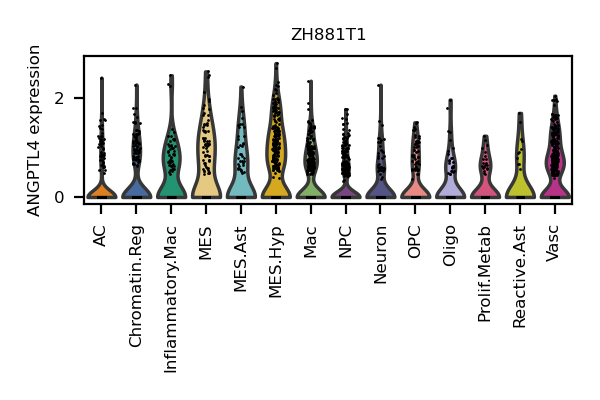 ZH881T1
ANGPTL4 expression
2
0
AC
Chromatin.Reg
Inflammatory.Mac
MES
MES.Ast
MES.Hyp
Mac
NPC
Neuron
OPC
Oligo
Prolif.Metab
Reactive.Ast
Vasc